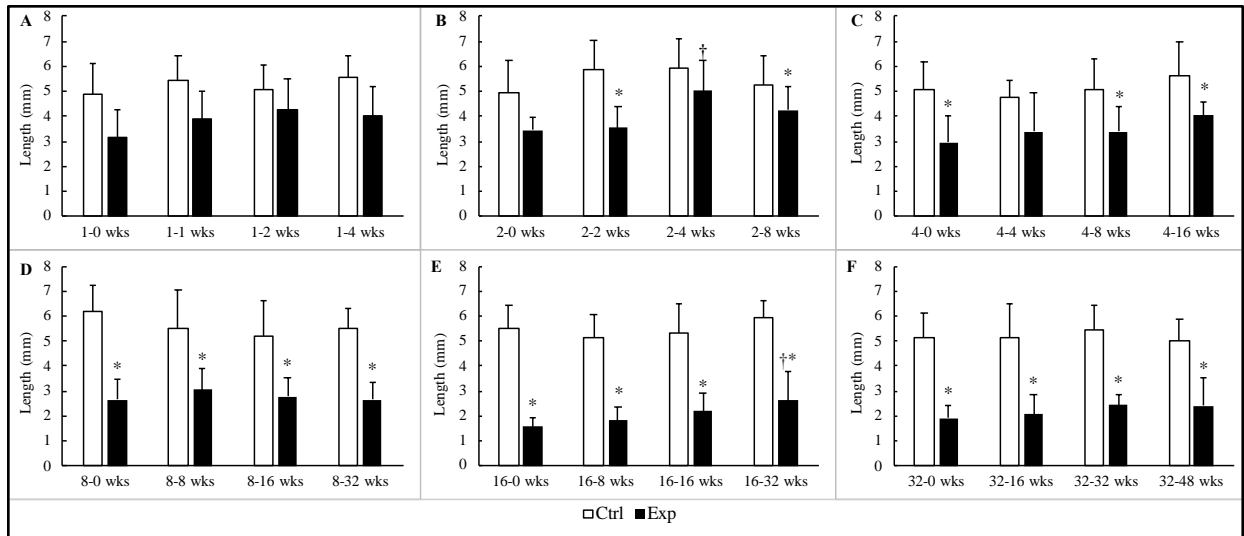 A
Length (mm)
8
7
6
5
4
3
2
1
0
1-0 wks 1-1 wks 1-2 wks 1-4 wks
B
Length (mm)
8
7
6
5
4
3
2
1
0
* † *
2-0 wks 2-2 wks 2-4 wks 2-8 wks
C
Length (mm)
8
7
6
5
4
3
2
1
0
* * *
4-0 wks 4-4 wks 4-8 wks 4-16 wks
D
Length (mm)
8
7
6
5
4
3
2
1
0
* * * *
8-0 wks 8-8 wks 8-16 wks 8-32 wks
E
Length (mm)
8
7
6
5
4
3
2
1
0
* * * †*
16-0 wks 16-8 wks 16-16 wks 16-32 wks
F
Length (mm)
8
7
6
5
4
3
2
1
0
* * * *
32-0 wks 32-16 wks 32-32 wks 32-48 wks
Ctrl Exp